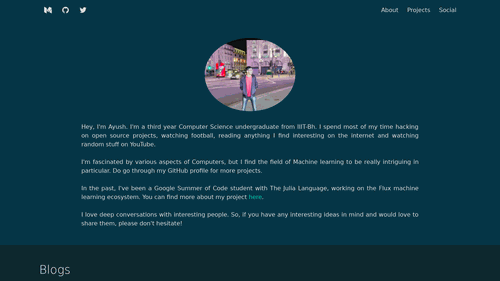 About Projects Social
Hey, I'm Ayush. I'm a third year Computer Science undergraduate from IIIT-Bh. I spend most of my time hacking
on open source projects, watching football, reading anything I find interesting on the internet and watching
random stuff on YouTube.
I'm fascinated by various aspects of Computers, but I find the field of Machine learning to be really intriguing in
particular. Do go through my GitHub profile for more projects.
In the past, I've been a Google Summer of Code student with The Julia Language, working on the Flux machine
learning ecosystem. You can find more about my project here.
I love deep conversations with interesting people. So, if you have any interesting ideas in mind and would love to
share them, please don't hesitate!
Blogs